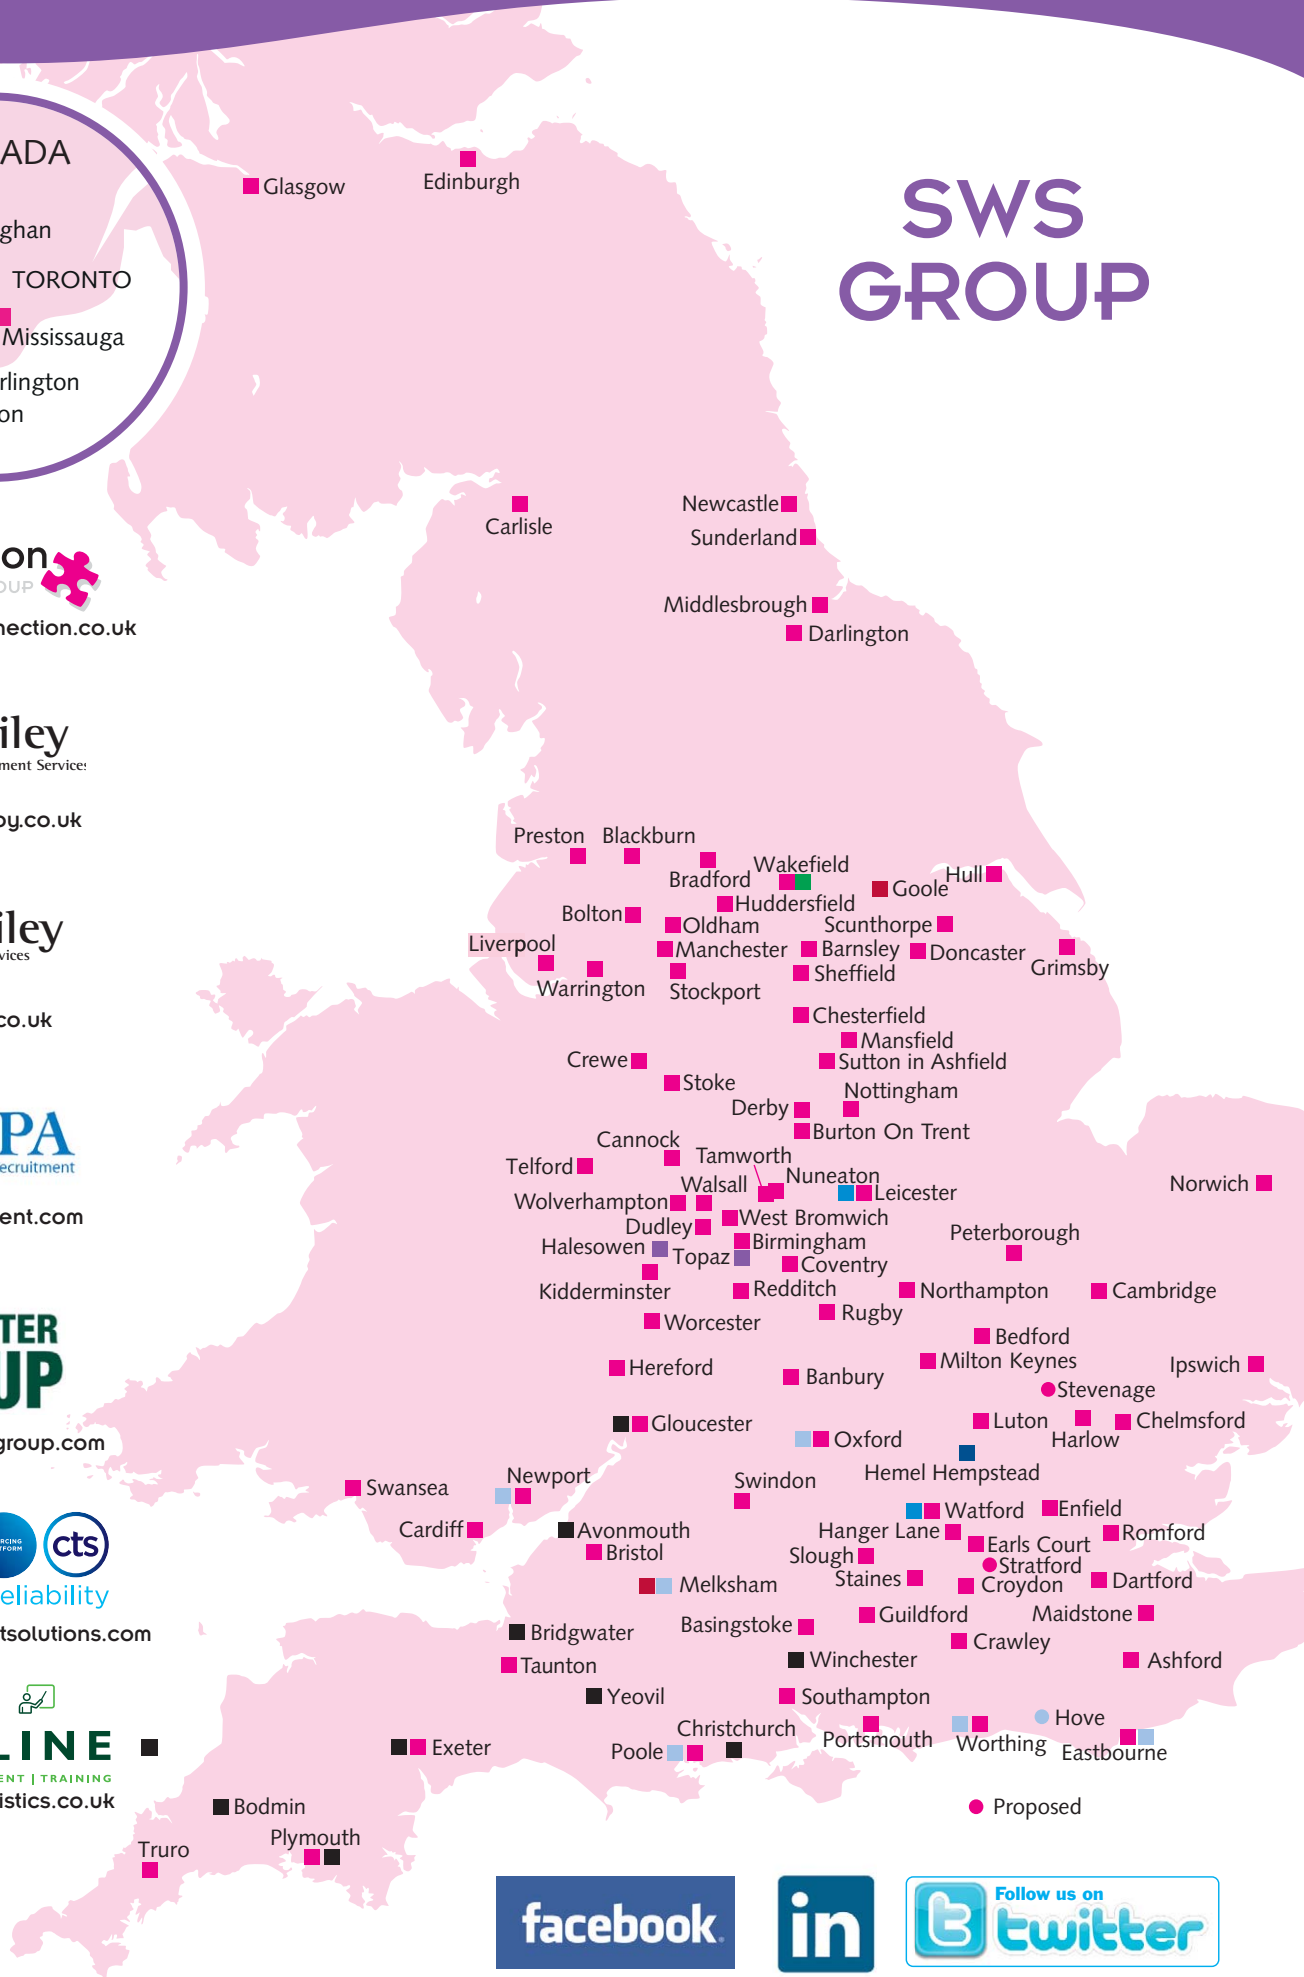 SWS
GROUP
ADA
ghan
TORONTO
Mississauga
rlington
on
Glasgow
Edinburgh
Carlisle
Newcastle
Sunderland
Middlesbrough
Darlington
on
OUP
nection.co.uk
iley
ment Services
by.co.uk
iley
vices
co.uk
PA
ecruitment
ent.com
TER
UP
group.com
RCING
TFORM
cts
eliability
tsolutions.com
LINE
ENT | TRAINING
istics.co.uk
Preston
Blackburn
Bradford
Wakefield
Goole
Hull
Huddersfield
Bolton
Oldham
Scunthorpe
Liverpool
Manchester
Barnsley
Doncaster
Grimsby
Warrington
Stockport
Sheffield
Chesterfield
Mansfield
Crewe
Sutton in Ashfield
Stoke
Nottingham
Derby
Burton On Trent
Cannock
Tamworth
Telford
Nuneaton
Walsall
Leicester
Norwich
Wolverhampton
West Bromwich
Dudley
Peterborough
Halesowen
Topaz
Birmingham
Coventry
Kidderminster
Redditch
Northampton
Cambridge
Worcester
Rugby
Bedford
Hereford
Banbury
Milton Keynes
Ipswich
Stevenage
Gloucester
Oxford
Luton
Harlow
Chelmsford
Hemel Hempstead
Swansea
Newport
Swindon
Watford
Enfield
Cardiff
Avonmouth
Hanger Lane
Earls Court
Romford
Bristol
Slough
Stratford
Melksham
Staines
Croydon
Dartford
Bridgwater
Basingstoke
Guildford
Maidstone
Taunton
Winchester
Crawley
Ashford
Yeovil
Southampton
Christchurch
Portsmouth
Worthing
Hove
Eastbourne
Exeter
Poole
Bodmin
Proposed
Truro
Plymouth
facebook
in
Follow us on
twitter